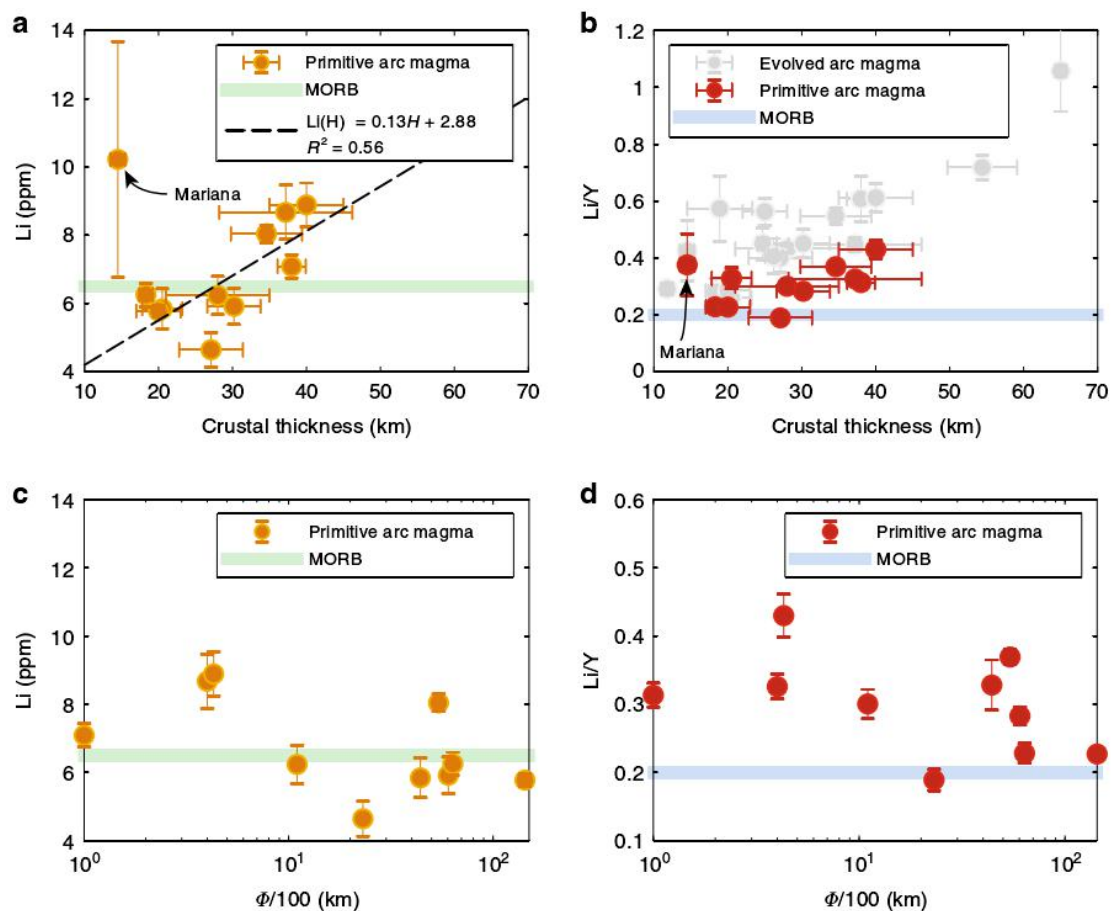 a
14
12
10
8
6
4
Li (ppm)
Primitive arc magma
MORB
Li(H) = 0.13H + 2.88
R² = 0.56
Mariana
10 20 30 40 50 60 70
Crustal thickness (km)
b
1.2
1
0.8
0.6
0.4
0.2
0
Li/Y
Evolved arc magma
Primitive arc magma
MORB
Mariana
10 20 30 40 50 60 70
Crustal thickness (km)
c
14
12
10
8
6
4
Li (ppm)
Primitive arc magma
MORB
10⁰ 10¹ 10²
Φ/100 (km)
d
0.6
0.5
0.4
0.3
0.2
0.1
Li/Y
Primitive arc magma
MORB
10⁰ 10¹ 10²
Φ/100 (km)